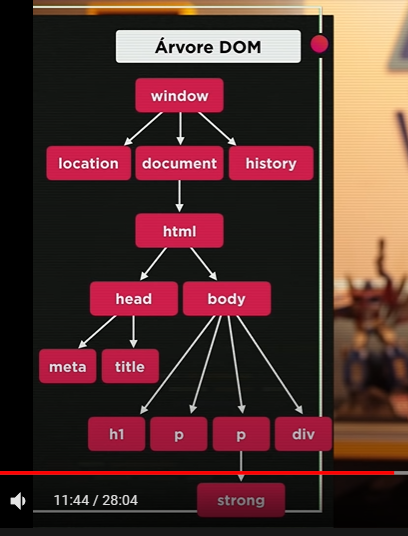 Árvore DOM
window
location document history
html
head body
meta title
h1 p p div
11:44 / 28:04 strong